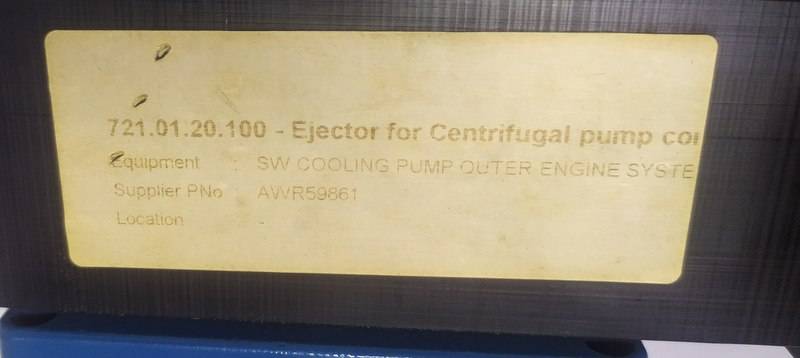 721.01.20.100 - Ejector for Centrifugal pump cor
Equipment : SW COOLING PUMP OUTER ENGINE SYSTE
Supplier PNo AWR59861
Location -